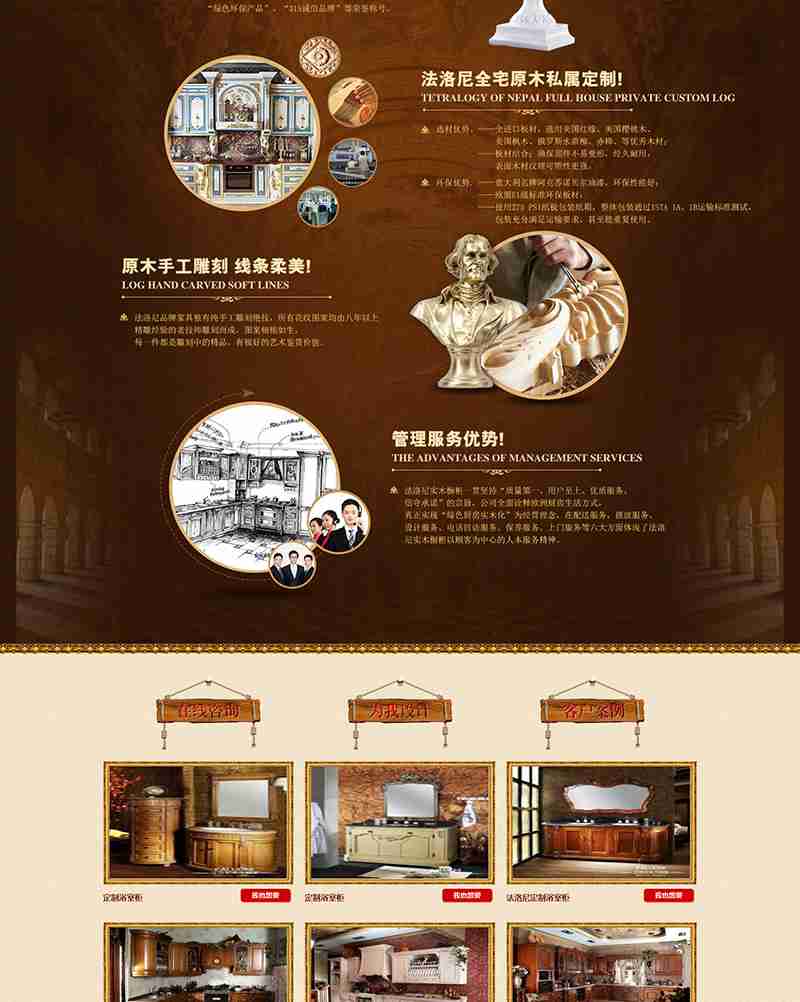 "绿色环保产品"、"315诚信品牌"等荣誉称号。
法洛尼全宅原木私属定制!
TETRALOGY OF NEPAL FULL HOUSE PRIVATE CUSTOM LOG
选材优势、——全进口板材，选用美国红橡、美国樱桃木、
美国枫木、俄罗斯水曲柳、赤桦、等优秀木材;
——板材结合；确保部件不易变形，经久耐用，
表面木材纹理可塑性更强。
环保优势、——意大利名牌阿克苏诺贝尔油漆，环保性能好;
——欧盟E1级标准环保板材;
——使用275 PSI纸板包装纸箱，整体包装通过ISTA 1A、1B运输标准测试，
包装充分满足运输要求，甚至能重复使用。
原木手工雕刻 线条柔美!
LOG HAND CARVED SOFT LINES
法洛尼品牌家具独有纯手工雕刻绝技，所有花纹图案均由八年以上
精雕经验的老技师雕刻而成，图案栩栩如生;
每一件都是雕刻中的精品，有极好的艺术鉴赏价值。
管理服务优势!
THE ADVANTAGES OF MANAGEMENT SERVICES
法洛尼实木橱柜一贯坚持"质量第一、用户至上、优质服务、
信守承诺"的宗旨，公司全面诠释欧洲厨房生活方式，
真正实施"绿色厨房实木化"为经营理念，在配送服务、摆放服务、
设计服务、电话回访服务、保养服务、上门服务等六大方面体现了法洛
尼实木橱柜以顾客为中心的人本服务精神。
在线咨询
为我设计
客户案例
定制浴室柜
我也想要
定制浴室柜
我也想要
法洛尼定制浴室柜
我也想要